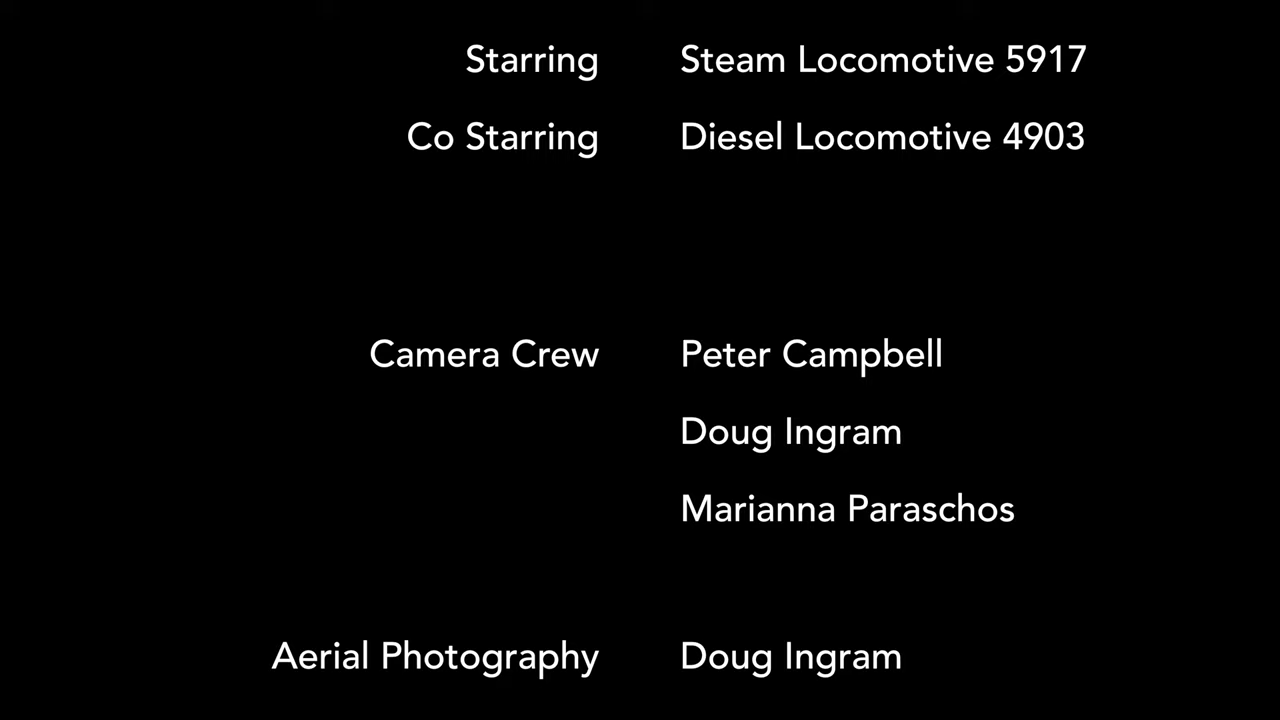 Starring Steam Locomotive 5917
Co Starring Diesel Locomotive 4903
Camera Crew Peter Campbell
Doug Ingram
Marianna Paraschos
Aerial Photography Doug Ingram